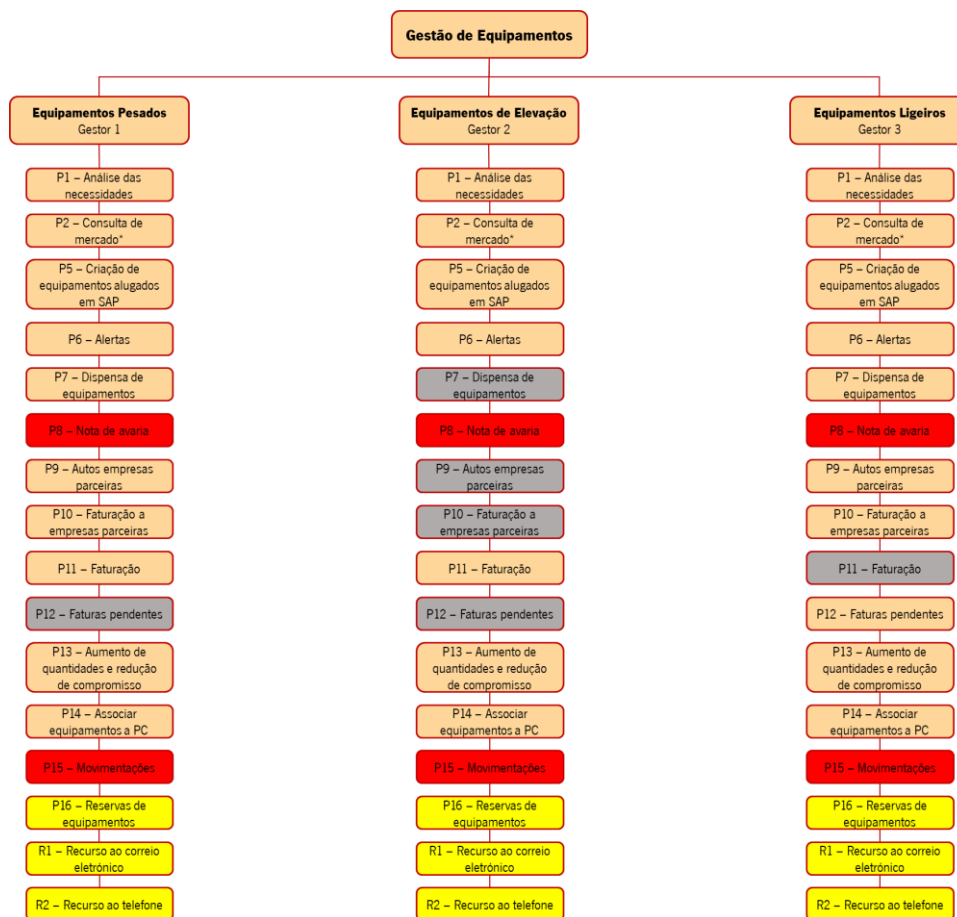 Gestão de Equipamentos
Equipamentos Pesados
Gestor 1
P1 – Análise das
necessidades
P2 – Consulta de
mercado*
P5 – Criação de
equipamentos alugados
em SAP
P6 – Alertas
P7 – Dispensa de
equipamentos
P8 – Nota de avaria
P9 – Autos empresas
parceiras
P10 – Faturação a
empresas parceiras
P11 – Faturação
P12 – Faturas pendentes
P13 – Aumento de
quantidades e redução
de compromisso
P14 – Associar
equipamentos a PC
P15 – Movimentações
P16 – Reservas de
equipamentos
R1 – Recurso ao correio
eletrónico
R2 – Recurso ao telefone
Equipamentos de Elevação
Gestor 2
P1 – Análise das
necessidades
P2 – Consulta de
mercado*
P5 – Criação de
equipamentos alugados
em SAP
P6 – Alertas
P7 – Dispensa de
equipamentos
P8 – Nota de avaria
P9 – Autos empresas
parceiras
P10 – Faturação a
empresas parceiras
P11 – Faturação
P12 – Faturas pendentes
P13 – Aumento de
quantidades e redução
de compromisso
P14 – Associar
equipamentos a PC
P15 – Movimentações
P16 – Reservas de
equipamentos
R1 – Recurso ao correio
eletrónico
R2 – Recurso ao telefone
Equipamentos Ligeiros
Gestor 3
P1 – Análise das
necessidades
P2 – Consulta de
mercado*
P5 – Criação de
equipamentos alugados
em SAP
P6 – Alertas
P7 – Dispensa de
equipamentos
P8 – Nota de avaria
P9 – Autos empresas
parceiras
P10 – Faturação a
empresas parceiras
P11 – Faturação
P12 – Faturas pendentes
P13 – Aumento de
quantidades e redução
de compromisso
P14 – Associar
equipamentos a PC
P15 – Movimentações
P16 – Reservas de
equipamentos
R1 – Recurso ao correio
eletrónico
R2 – Recurso ao telefone